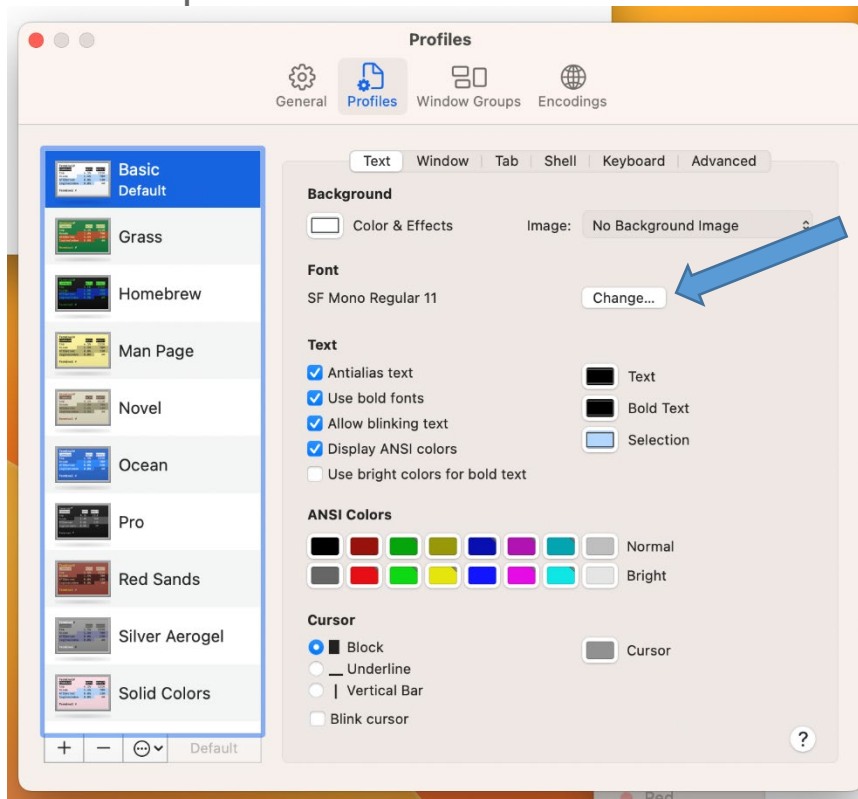 Profiles
General Profiles Window Groups Encodings
Basic
Default
Grass
Homebrew
Man Page
Novel
Ocean
Pro
Red Sands
Silver Aerogel
Solid Colors
+ − Default
Text Window Tab Shell Keyboard Advanced
Background
Color & Effects Image: No Background Image
Font
SF Mono Regular 11 Change...
Text
Antialias text Text
Use bold fonts Bold Text
Allow blinking text
Display ANSI colors Selection
Use bright colors for bold text
ANSI Colors
Normal
Bright
Cursor
Block Cursor
Underline
Vertical Bar
Blink cursor
?